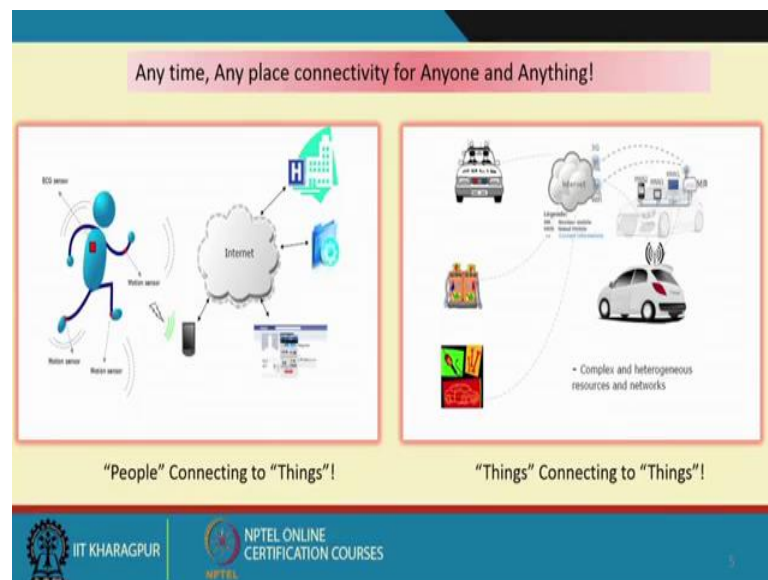 Any time, Any place connectivity for Anyone and Anything!
ECG sensor
Motion sensor
Motion sensor
Motion sensor
H
Internet
Internet
3G
MR
- Complex and heterogeneous
resources and networks
"People" Connecting to "Things"!
"Things" Connecting to "Things"!
IIT KHARAGPUR
NPTEL
NPTEL ONLINE
CERTIFICATION COURSES
5